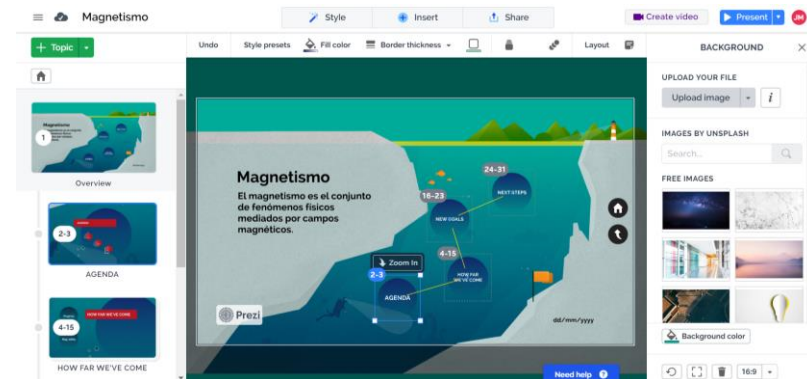 Magnetismo
Style
Insert
Share
Create video
Present
JM
+ Topic
Undo
Style presets
Fill color
Border thickness
Layout
BACKGROUND
1
Overview
2-3
AGENDA
4-15
HOW FAR WE'VE COME
HOW FAR WE'VE COME
Magnetismo
El magnetismo es el conjunto
de fenómenos físicos
mediados por campos
magnéticos.
24-31
NEXT STEPS
16-23
NEW GOALS
4-15
HOW FAR
WE'VE COME
Zoom In
2-3
AGENDA
Prezi
dd/mm/yyyy
Need help ?
UPLOAD YOUR FILE
Upload image
i
IMAGES BY UNSPLASH
Search...
FREE IMAGES
Background color
16:9